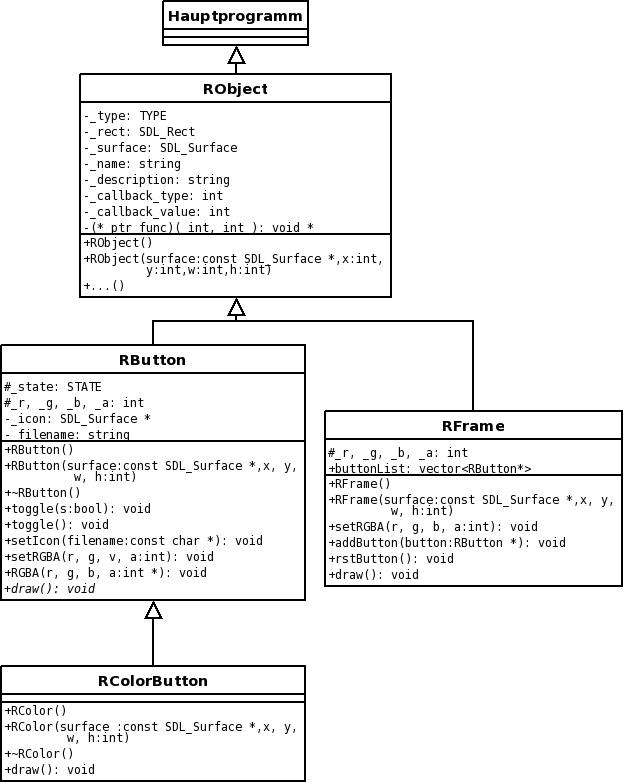 Hauptprogramm
RObject
-_type: TYPE
-_rect: SDL_Rect
-_surface: SDL_Surface
-_name: string
-_description: string
-_callback_type: int
-_callback_value: int
-(*_ptr_func)( int, int ): void *
+RObject()
+RObject(surface:const SDL_Surface *,x:int,
y:int,w:int,h:int)
+...()
RButton
#_state: STATE
#_r, _g, _b, _a: int
-_icon: SDL_Surface *
-_filename: string
+RButton()
+RButton(surface:const SDL_Surface *,x, y,
w, h:int)
+~RButton()
+toggle(s:bool): void
+toggle(): void
+setIcon(filename:const char *): void
+setRGBA(r, g, v, a:int): void
+RGBA(r, g, b, a:int *): void
+draw(): void
RFrame
#_r, _g, _b, _a: int
+buttonList: vector<RButton*>
+RFrame()
+RFrame(surface:const SDL_Surface *,x, y,
w, h:int)
+setRGBA(r, g, b, a:int): void
+addButton(button:RButton *): void
+rstButton(): void
+draw(): void
RColorButton
+RColor()
+RColor(surface :const SDL_Surface *,x, y,
w, h:int)
+~RColor()
+draw(): void